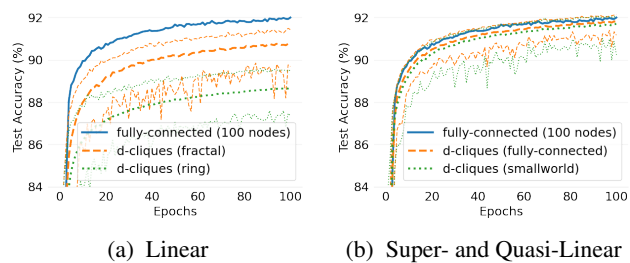 92
90
88
86
84
Test Accuracy (%)
fully-connected (100 nodes)
d-cliques (fractal)
d-cliques (ring)
0 20 40 60 80 100
Epochs
(a) Linear
92
90
88
86
84
Test Accuracy (%)
fully-connected (100 nodes)
d-cliques (fully-connected)
d-cliques (smallworld)
0 20 40 60 80 100
Epochs
(b) Super- and Quasi-Linear